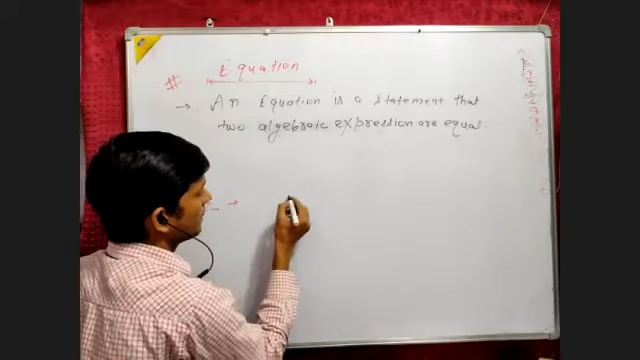 # Equation
→ An Equation is a statement that
two algebraic expression are equal.
→